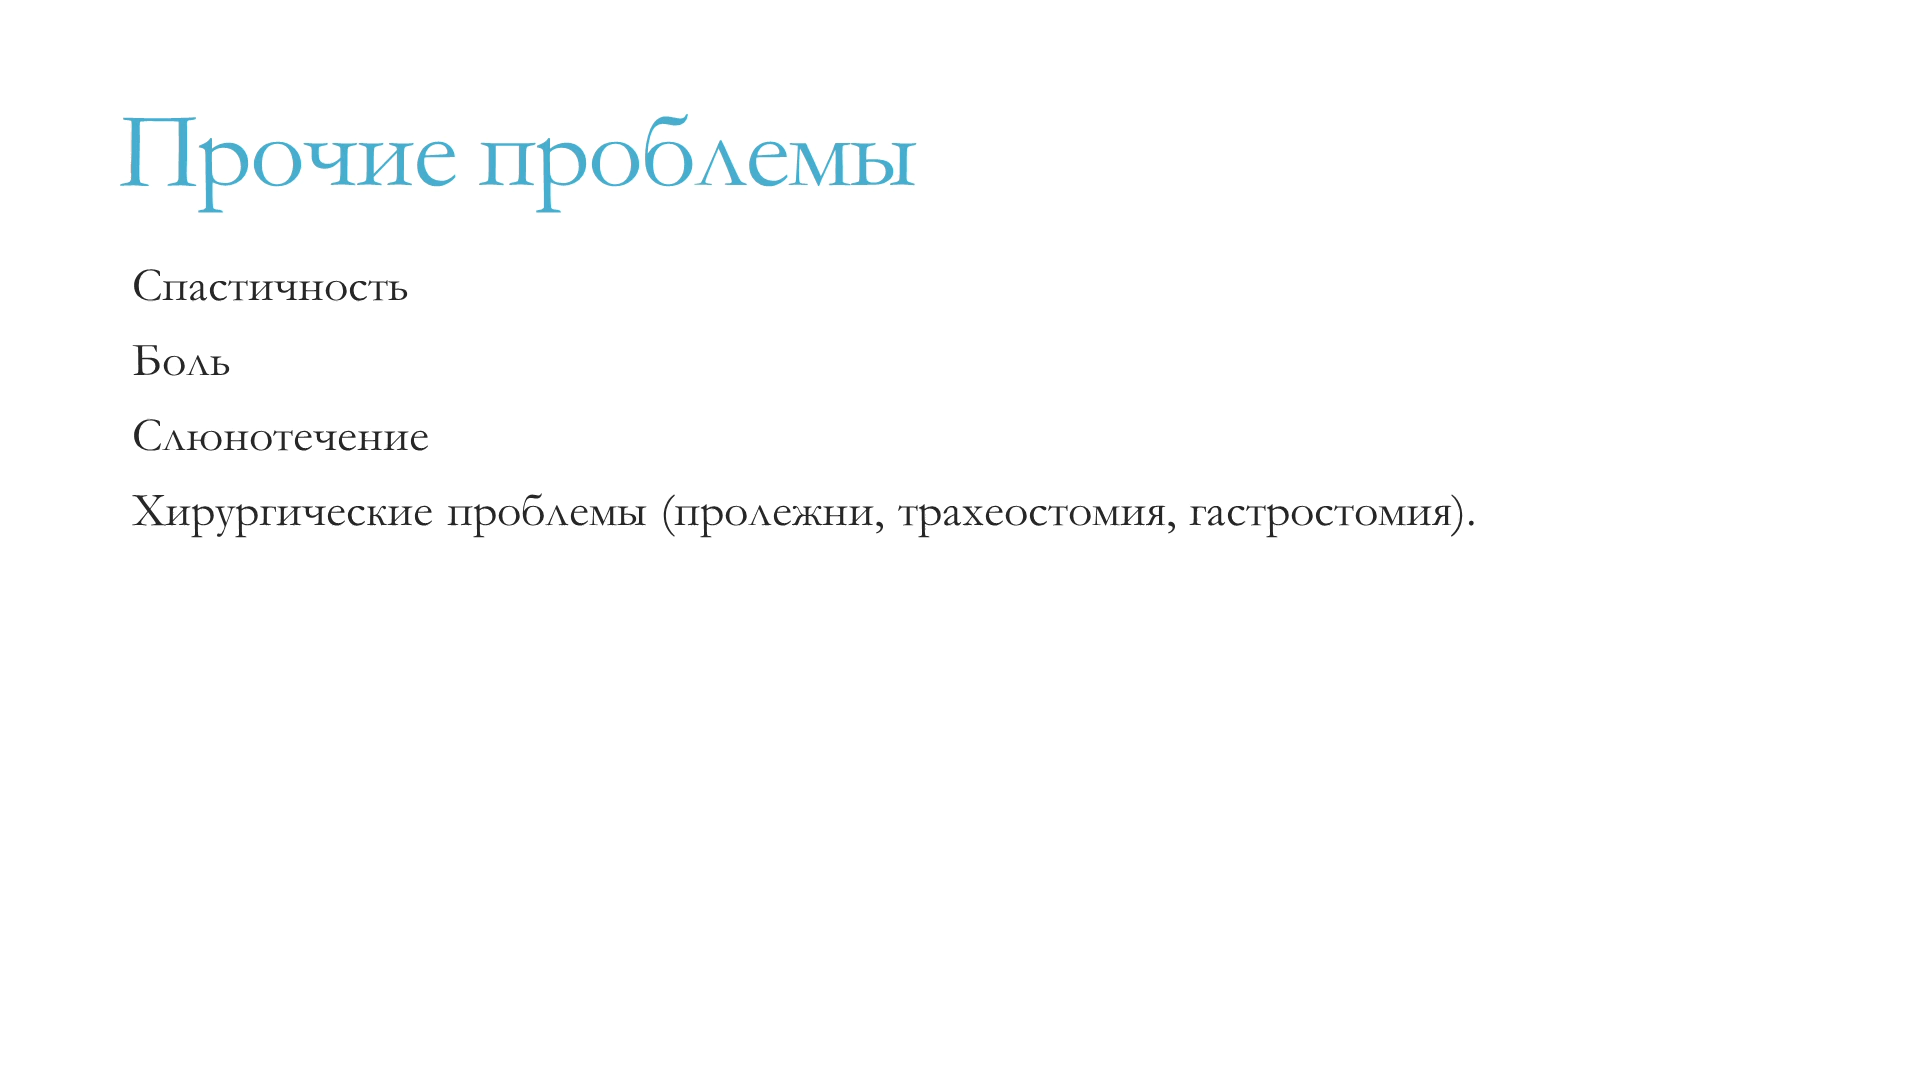 Прочие проблемы
Спастичность
Боль
Слюнотечение
Хирургические проблемы (пролежни, трахеостомия, гастростомия).